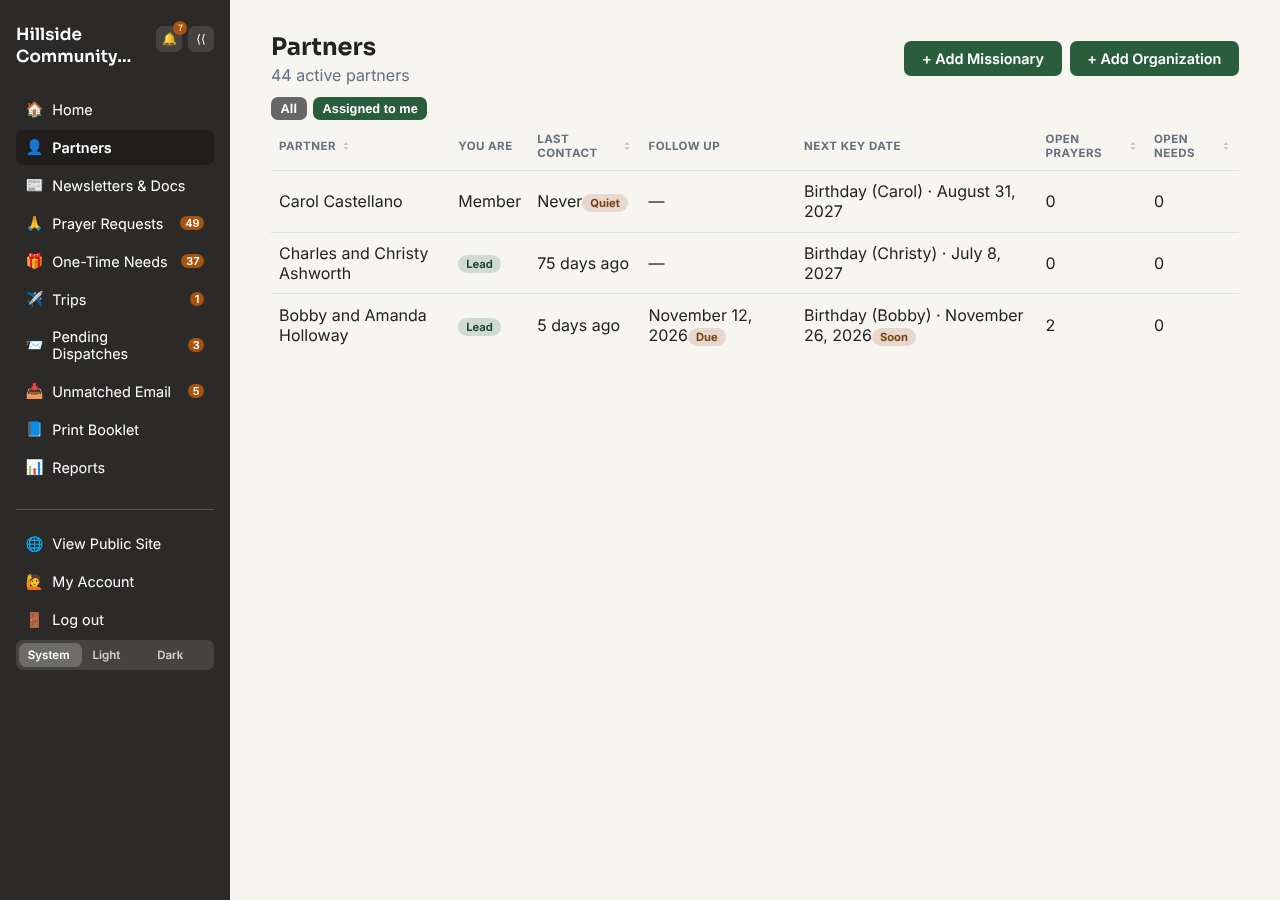 Hillside
Community...
7
⟨⟨
Home
Partners
Newsletters & Docs
Prayer Requests 49
One-Time Needs 37
Trips 1
Pending
Dispatches 3
Unmatched Email 5
Print Booklet
Reports
View Public Site
My Account
Log out
System Light Dark
Partners
44 active partners
+ Add Missionary + Add Organization
All Assigned to me
PARTNER YOU ARE LAST CONTACT FOLLOW UP NEXT KEY DATE OPEN PRAYERS OPEN NEEDS
Carol Castellano Member Never Quiet — Birthday (Carol) · August 31, 2027 0 0
Charles and Christy Ashworth Lead 75 days ago — Birthday (Christy) · July 8, 2027 0 0
Bobby and Amanda Holloway Lead 5 days ago November 12, 2026 Due Birthday (Bobby) · November 26, 2026 Soon 2 0